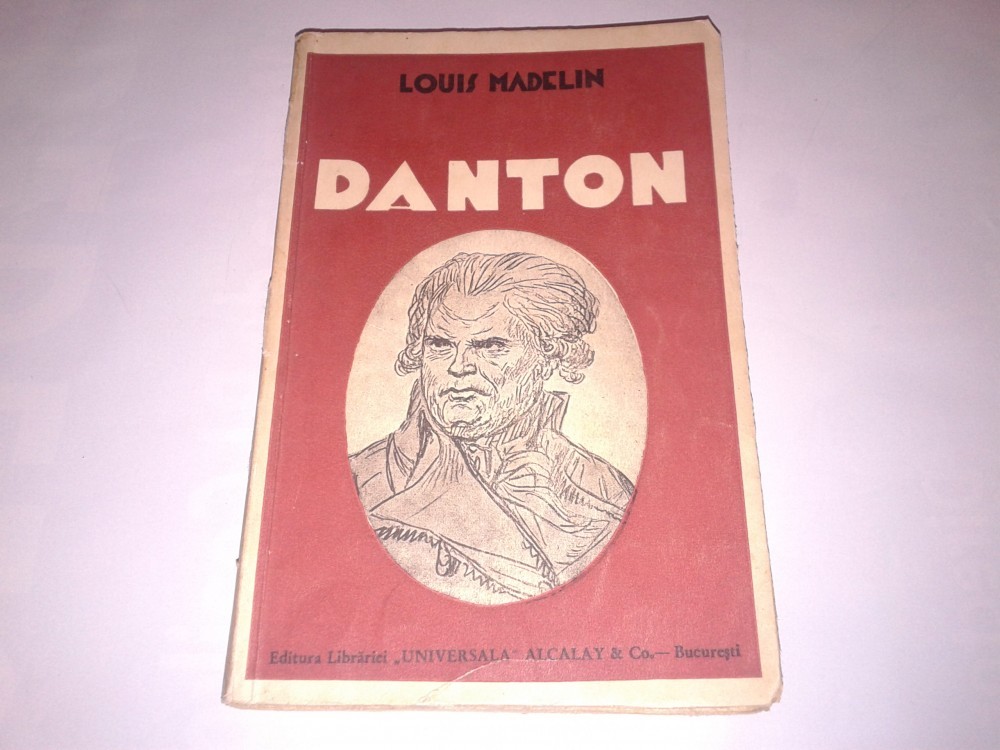 LOUIS MADELIN
DANTON
Editura Librăriei „UNIVERSALA” ALCALAY & Co.— Bucureşti